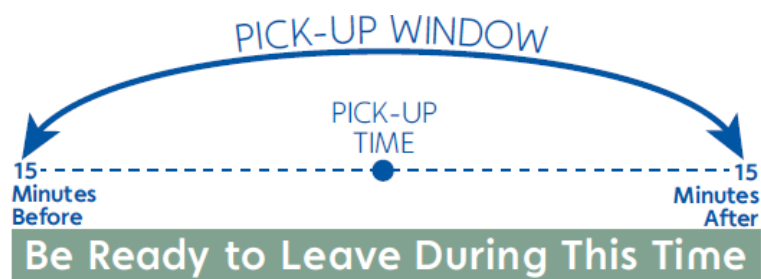 PICK-UP WINDOW
PICK-UP
TIME
15
Minutes
Before
15
Minutes
After
Be Ready to Leave During This Time